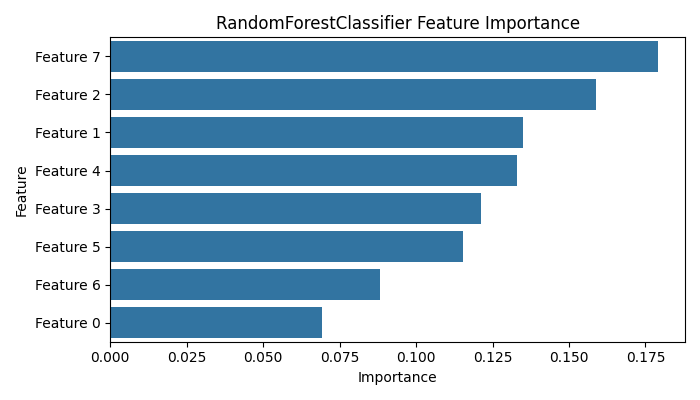 RandomForestClassifier Feature Importance
Feature 7
Feature 2
Feature 1
Feature 4
Feature 3
Feature 5
Feature 6
Feature 0
Feature
0.000 0.025 0.050 0.075 0.100 0.125 0.150 0.175
Importance